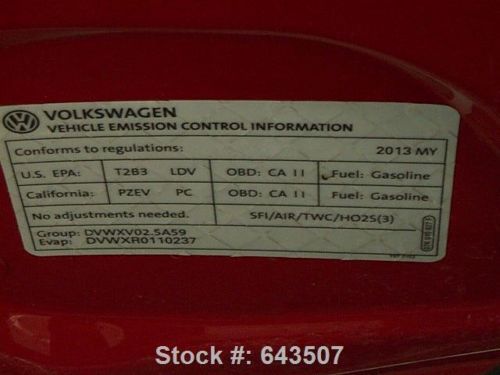 VOLKSWAGEN
VEHICLE EMISSION CONTROL INFORMATION
Conforms to regulations: 2013 MY
U.S. EPA: T2B3 LDV OBD: CA II Fuel: Gasoline
California: PZEV PC OBD: CA II Fuel: Gasoline
No adjustments needed. SFI/AIR/TWC/HO2S(3)
Group: DVWXV02.5A59
Evap: DVWXR0110237
Stock #: 643507